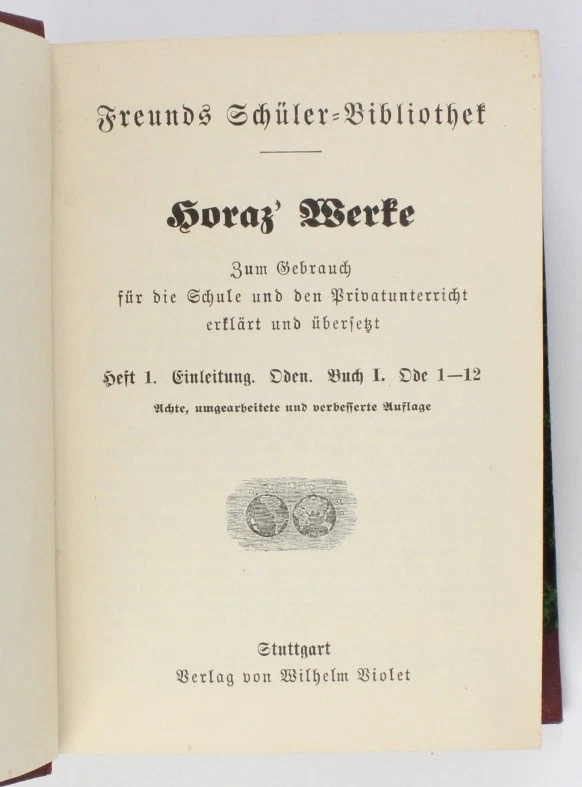 Freunds Schüler-Bibliothek
Horaz' Werke
Zum Gebrauch
für die Schule und den Privatunterricht
erklärt und übersetzt
Heft 1. Einleitung. Oden. Buch I. Ode 1—12
Achte, umgearbeitete und verbesserte Auflage
Stuttgart
Verlag von Wilhelm Violet